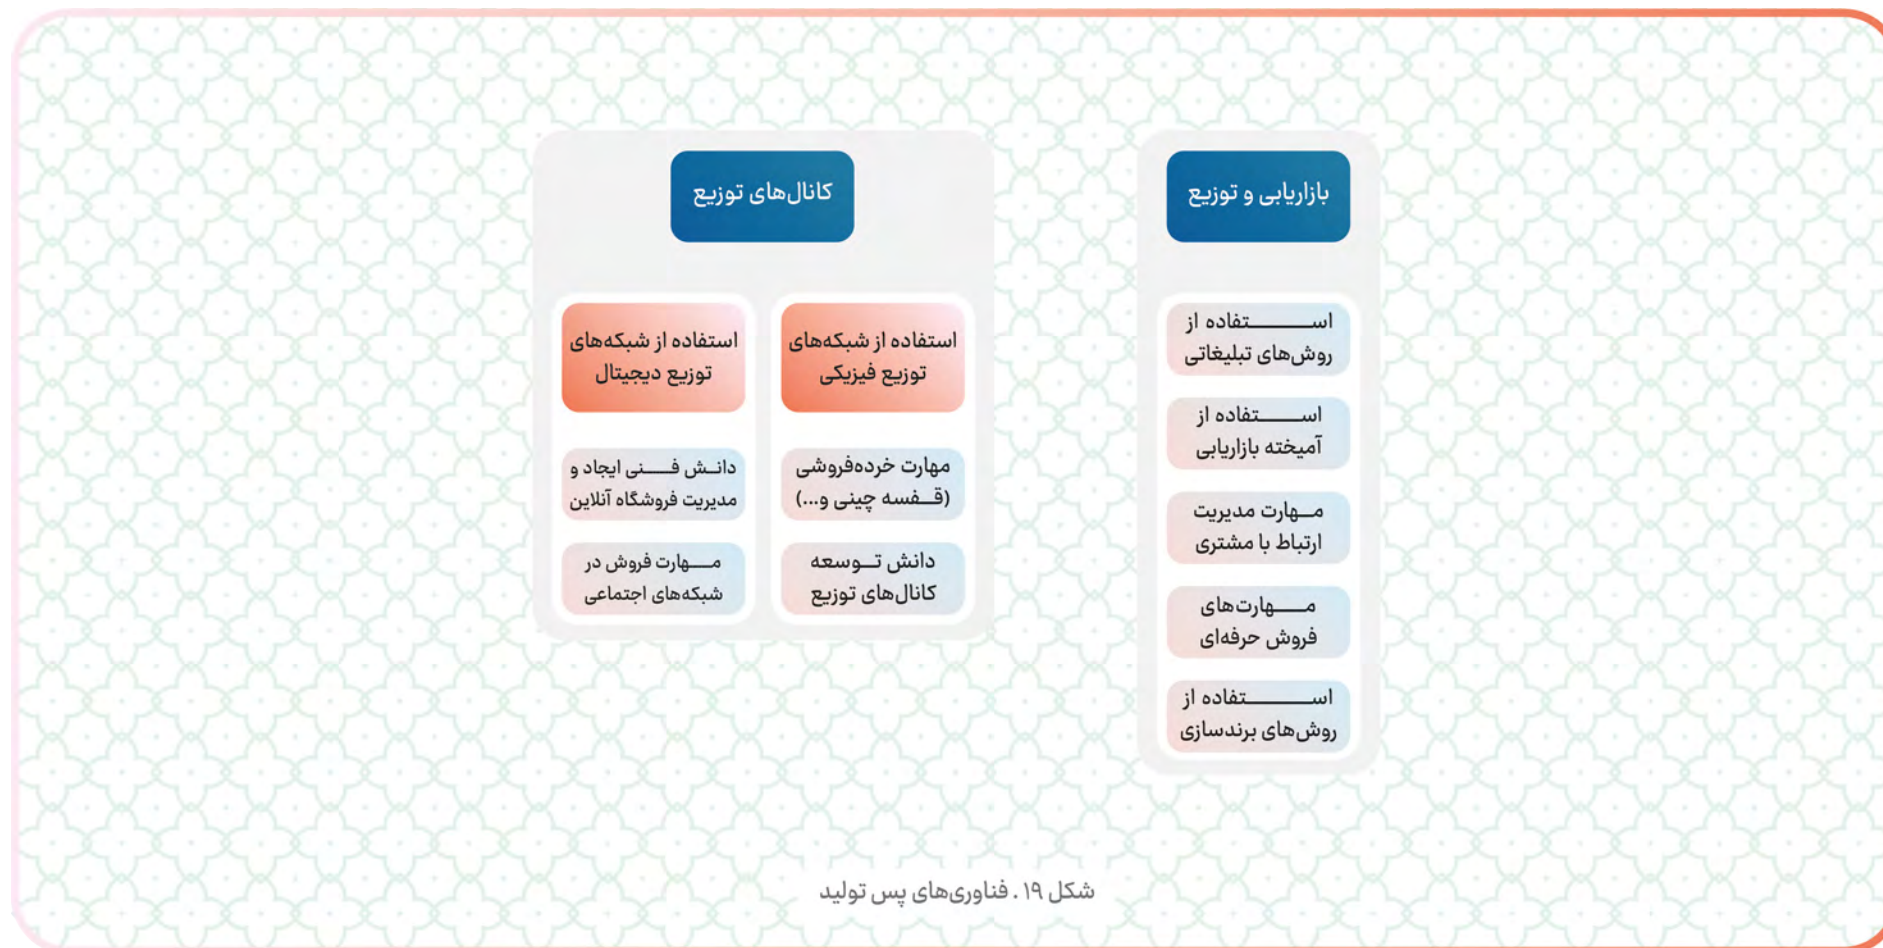 بازاریابی و توزیع
استفاده از
روش‌های تبلیغاتی
استفاده از
آمیخته بازاریابی
مهارت مدیریت
ارتباط با مشتری
مهارت‌های
فروش حرفه‌ای
استفاده از
روش‌های برندسازی
کانال‌های توزیع
استفاده از شبکه‌های
توزیع فیزیکی
مهارت خرده‌فروشی
(قفسه چینی و...)
دانش توسعه
کانال‌های توزیع
استفاده از شبکه‌های
توزیع دیجیتال
دانش فنی ایجاد و
مدیریت فروشگاه آنلاین
مهارت فروش در
شبکه‌های اجتماعی
شکل ۱۹ . فناوری‌های پس تولید